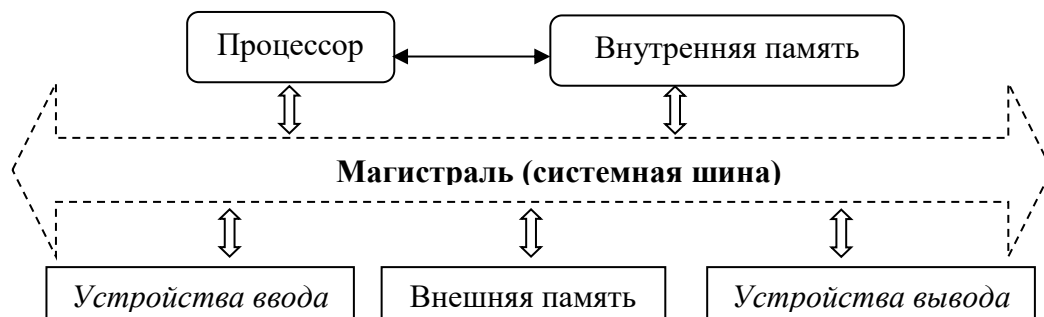 Процессор
Внутренняя память
Магистраль (системная шина)
Устройства ввода
Внешняя память
Устройства вывода